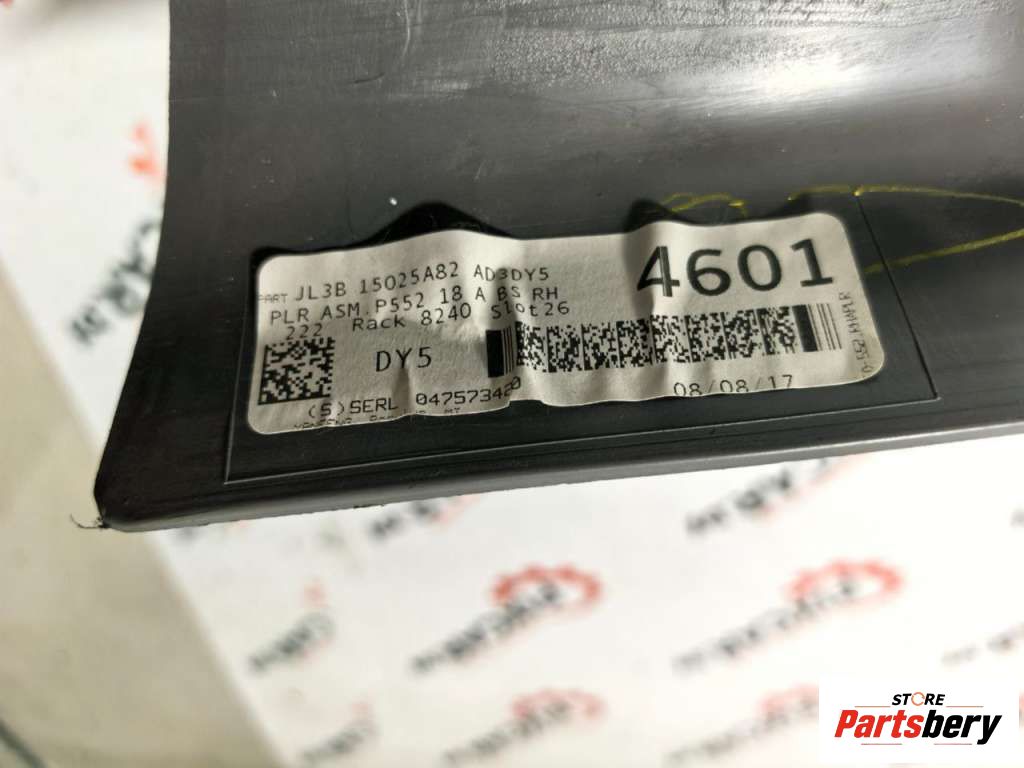 PART JL3B 15025A82 AD3DY5
4601
PLR ASM.P552 18 A BS RH
222 Rack 8240 Slot26
DY5
08/08/17
(S)SERL 0475734
STORE
Partsbery